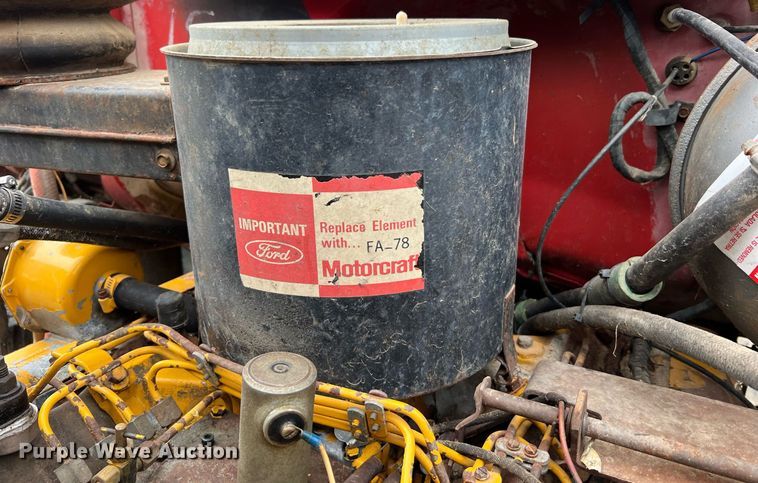 IMPORTANT
Ford
Replace Element
with... FA-78
Motorcraft
Purple Wave Auction